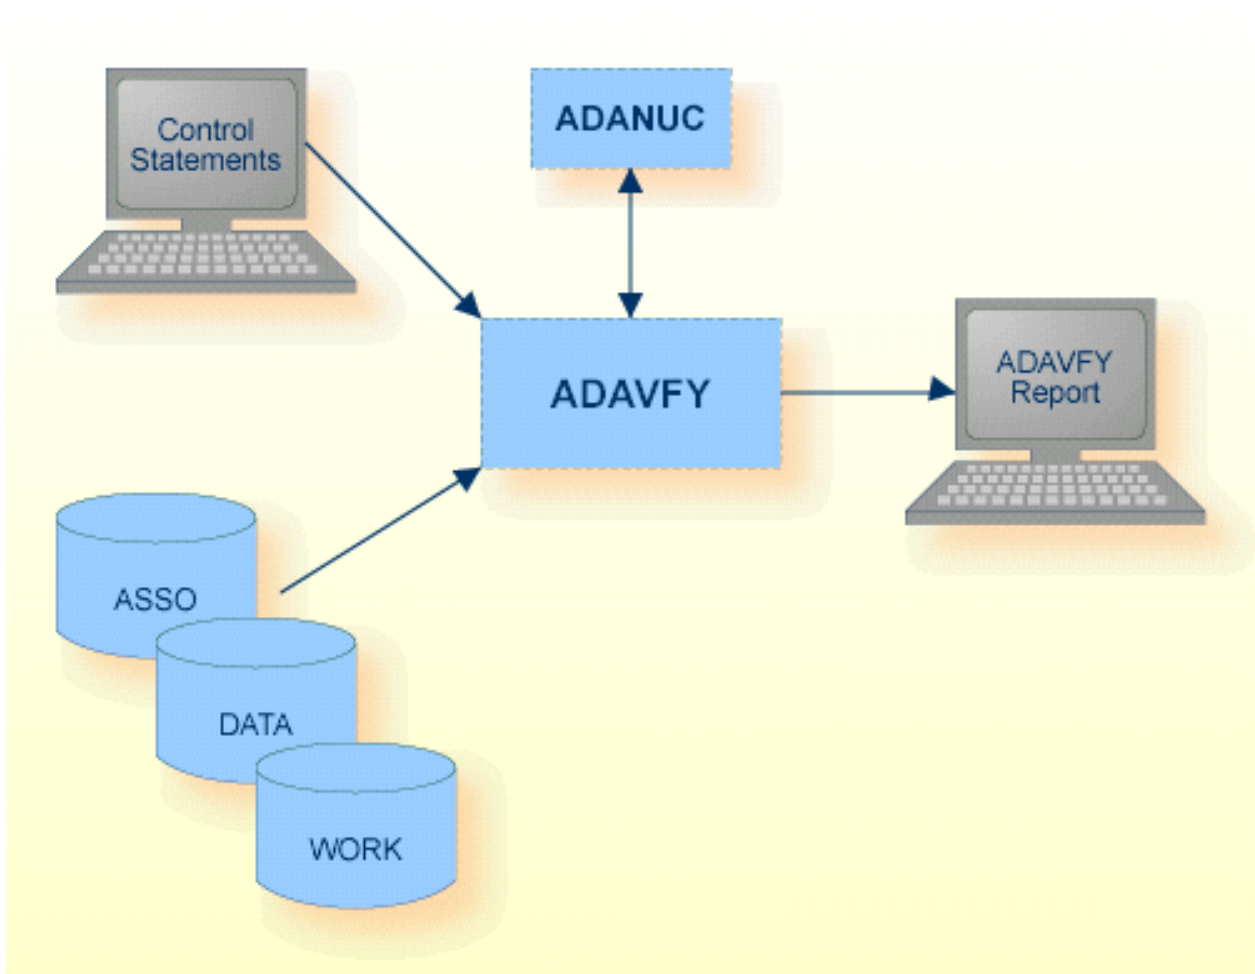 Control
Statements
ADANUC
ADAVFY
ADAVFY
Report
ASSO
DATA
WORK